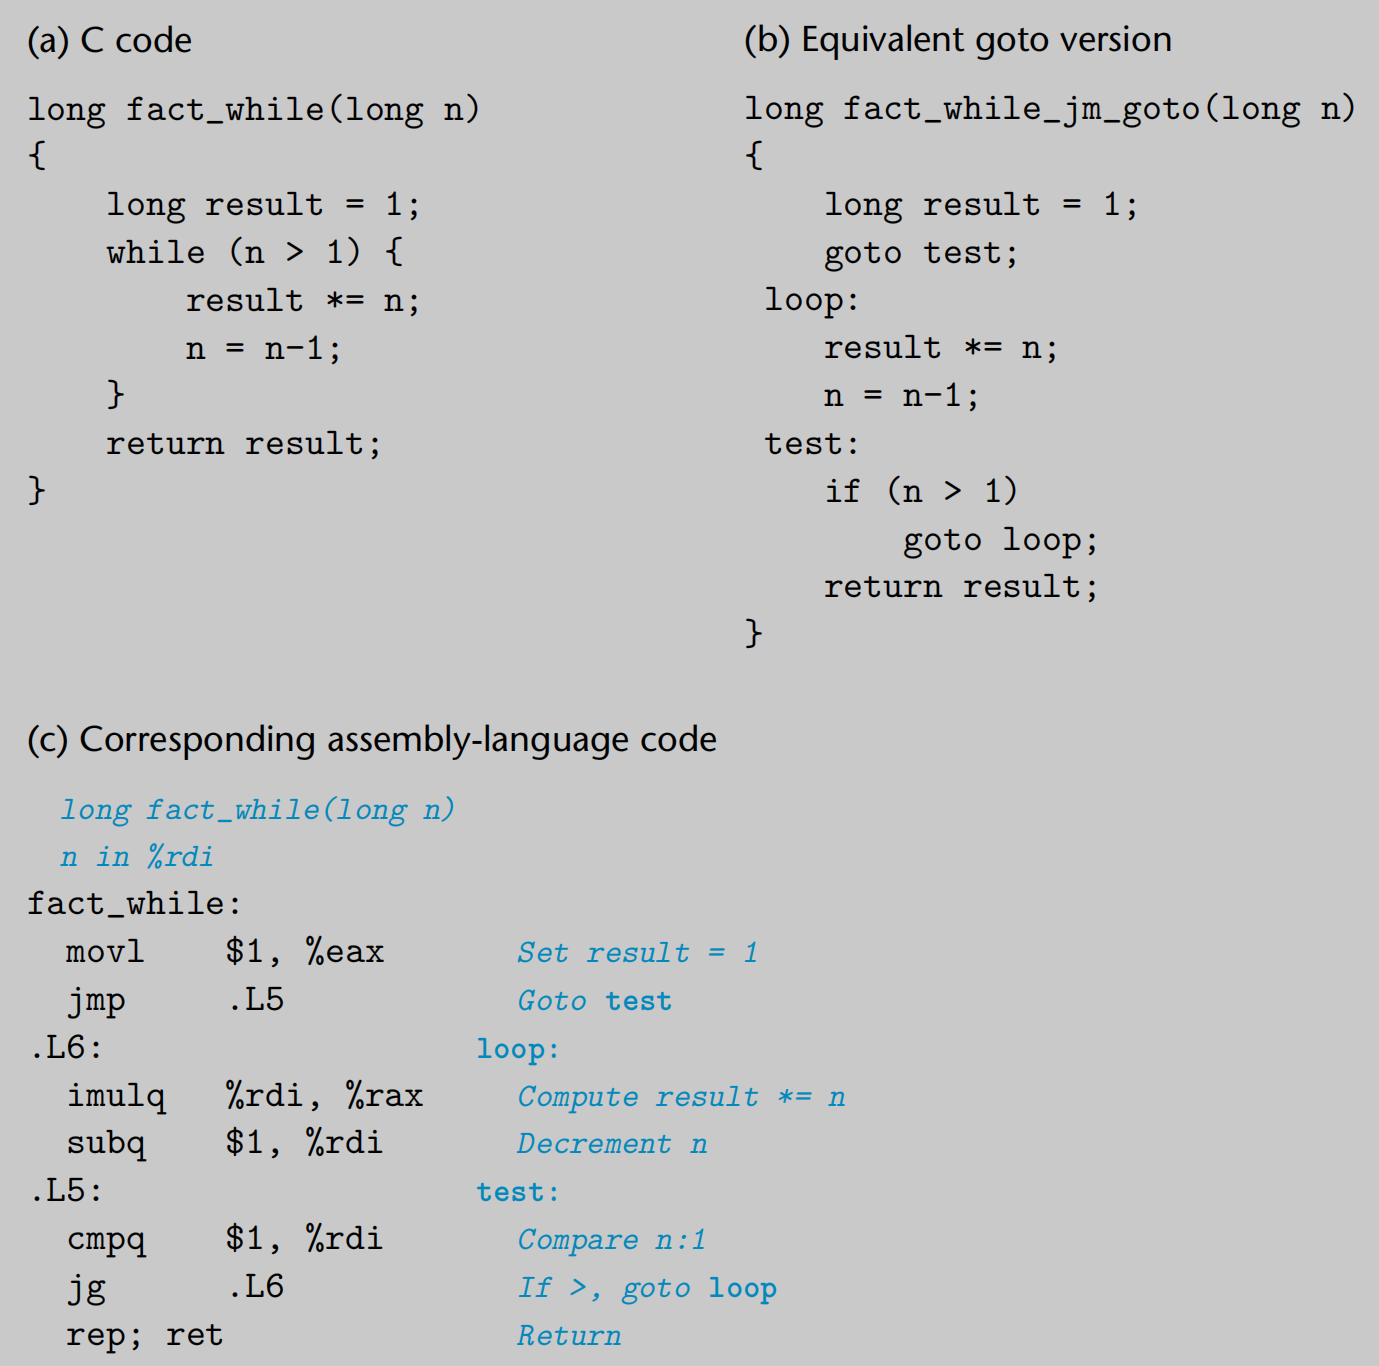 (a) C code
long fact_while(long n)
{
    long result = 1;
    while (n > 1) {
        result *= n;
        n = n-1;
    }
    return result;
}
(b) Equivalent goto version
long fact_while_jm_goto(long n)
{
    long result = 1;
    goto test;
 loop:
    result *= n;
    n = n-1;
 test:
    if (n > 1)
        goto loop;
    return result;
}
(c) Corresponding assembly-language code
long fact_while(long n)
n in %rdi
fact_while:
  movl    $1, %eax    Set result = 1
  jmp     .L5    Goto test
.L6:    loop:
  imulq   %rdi, %rax    Compute result *= n
  subq    $1, %rdi    Decrement n
.L5:    test:
  cmpq    $1, %rdi    Compare n:1
  jg      .L6    If >, goto loop
  rep; ret    Return